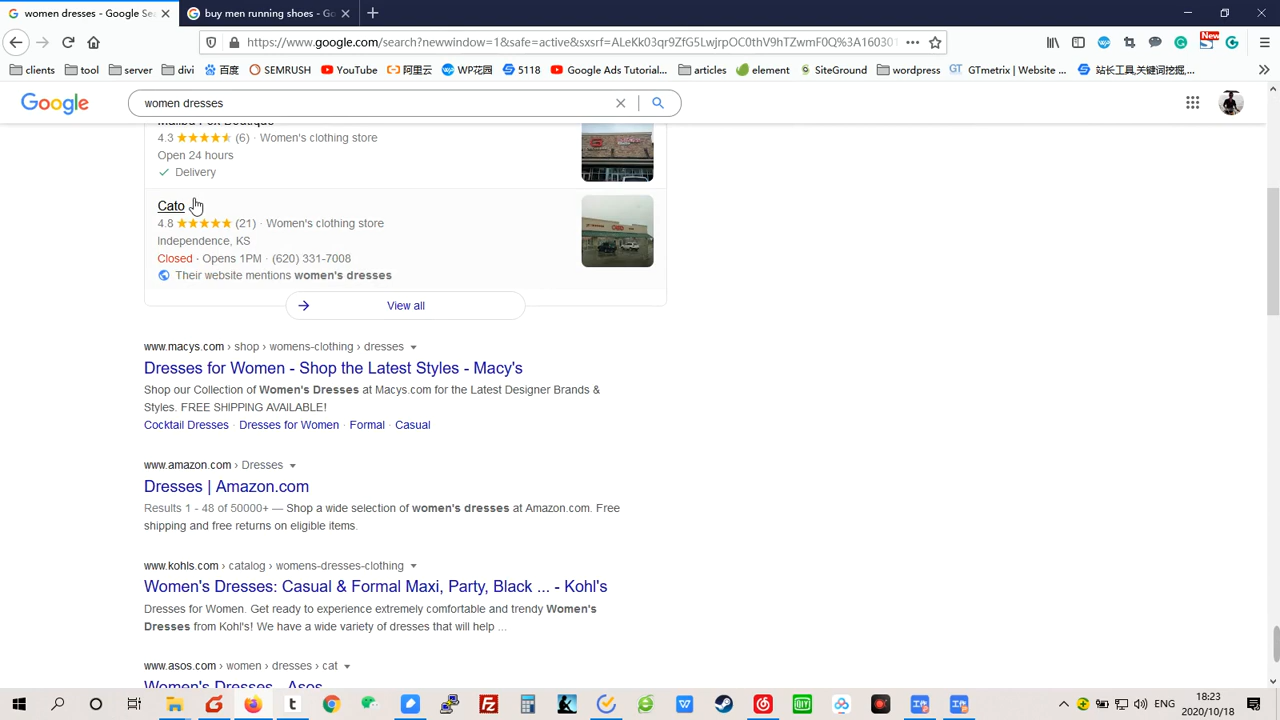 women dresses - Google Sea
buy men running shoes - Go
https://www.google.com/search?newwindow=1&safe=active&sxsrf=ALeKk03qr9ZfG5LwjrpOC0thV9hTZwmF0Q%3A160301
New
clients tool server divi 百度 SEMRUSH YouTube 阿里云 WP花园 5118 Google Ads Tutorial... articles element SiteGround wordpress GTmetrix | Website ... 站长工具,关键词挖掘,...
Google women dresses
Malibu Fox Boutique
4.3 (6) · Women's clothing store
Open 24 hours
Delivery
Cato
4.8 (21) · Women's clothing store
Independence, KS
Closed · Opens 1PM · (620) 331-7008
Their website mentions women's dresses
View all
www.macys.com › shop › womens-clothing › dresses
Dresses for Women - Shop the Latest Styles - Macy's
Shop our Collection of Women's Dresses at Macys.com for the Latest Designer Brands &
Styles. FREE SHIPPING AVAILABLE!
Cocktail Dresses · Dresses for Women · Formal · Casual
www.amazon.com › Dresses
Dresses | Amazon.com
Results 1 - 48 of 50000+ — Shop a wide selection of women's dresses at Amazon.com. Free
shipping and free returns on eligible items.
www.kohls.com › catalog › womens-dresses-clothing
Women's Dresses: Casual & Formal Maxi, Party, Black ... - Kohl's
Dresses for Women. Get ready to experience extremely comfortable and trendy Women's
Dresses from Kohl's! We have a wide variety of dresses that will help ...
www.asos.com › women › dresses › cat
Women's Dresses - Asos
ENG
18:23
2020/10/18